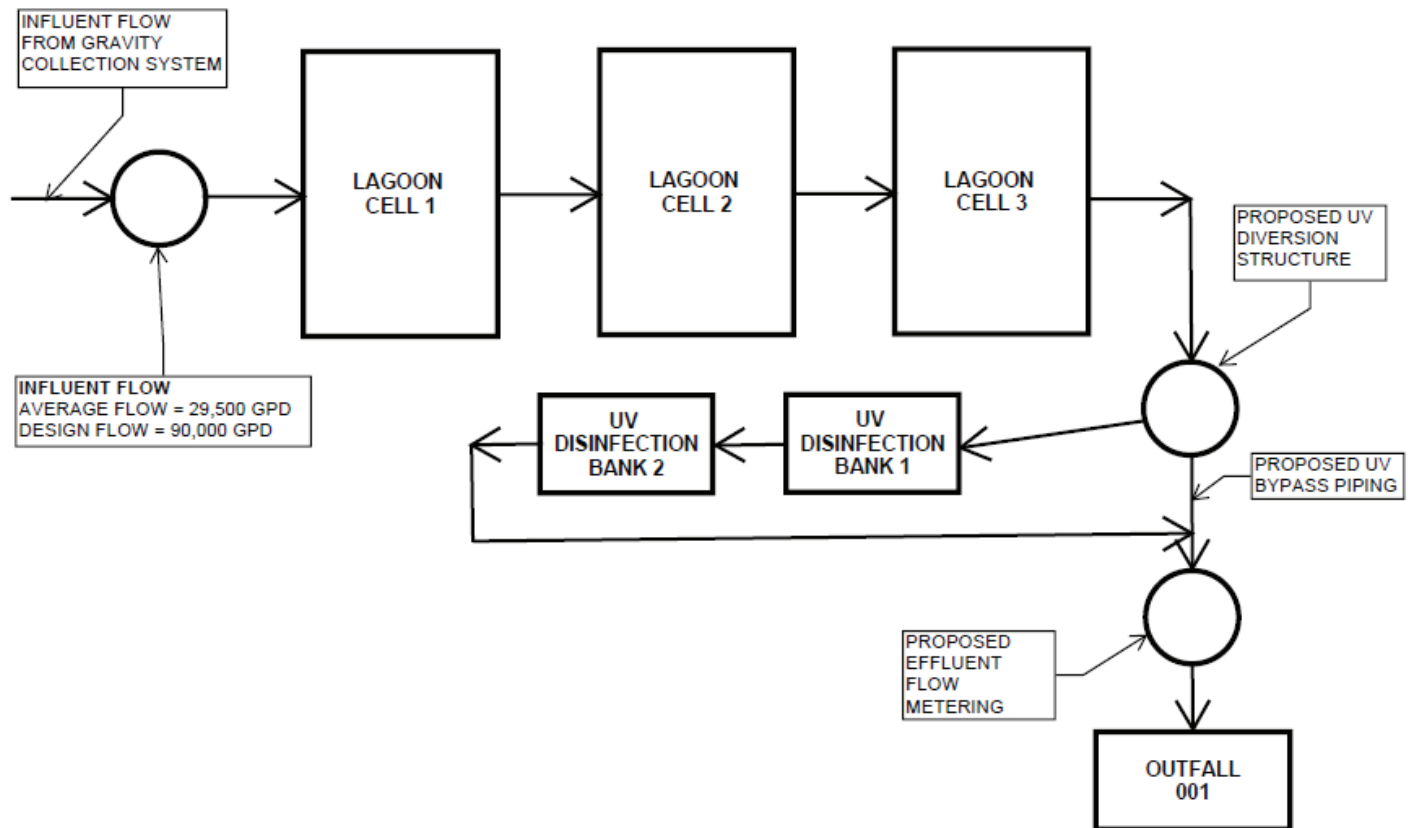 INFLUENT FLOW
FROM GRAVITY
COLLECTION SYSTEM
LAGOON
CELL 1
LAGOON
CELL 2
LAGOON
CELL 3
PROPOSED UV
DIVERSION
STRUCTURE
INFLUENT FLOW
AVERAGE FLOW = 29,500 GPD
DESIGN FLOW = 90,000 GPD
UV
DISINFECTION
BANK 2
UV
DISINFECTION
BANK 1
PROPOSED UV
BYPASS PIPING
PROPOSED
EFFLUENT
FLOW
METERING
OUTFALL
001